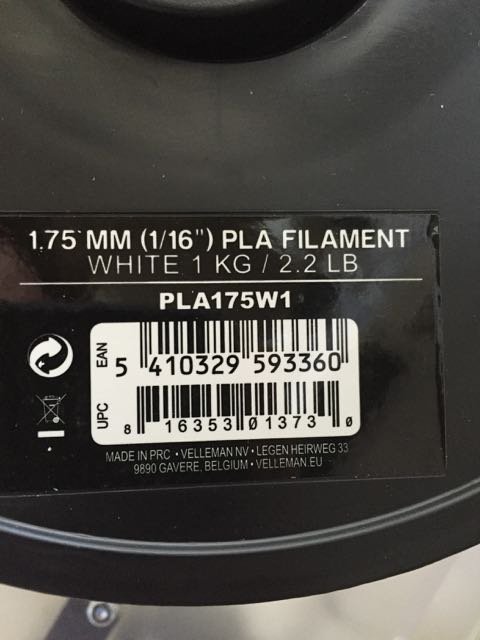 1.75 MM (1/16") PLA FILAMENT
WHITE 1 KG / 2.2 LB
PLA175W1
EAN
5 410329 593360
UPC
8 16353 01373 0
MADE IN PRC • VELLEMAN NV • LEGEN HEIRWEG 33
9890 GAVERE, BELGIUM • VELLEMAN.EU